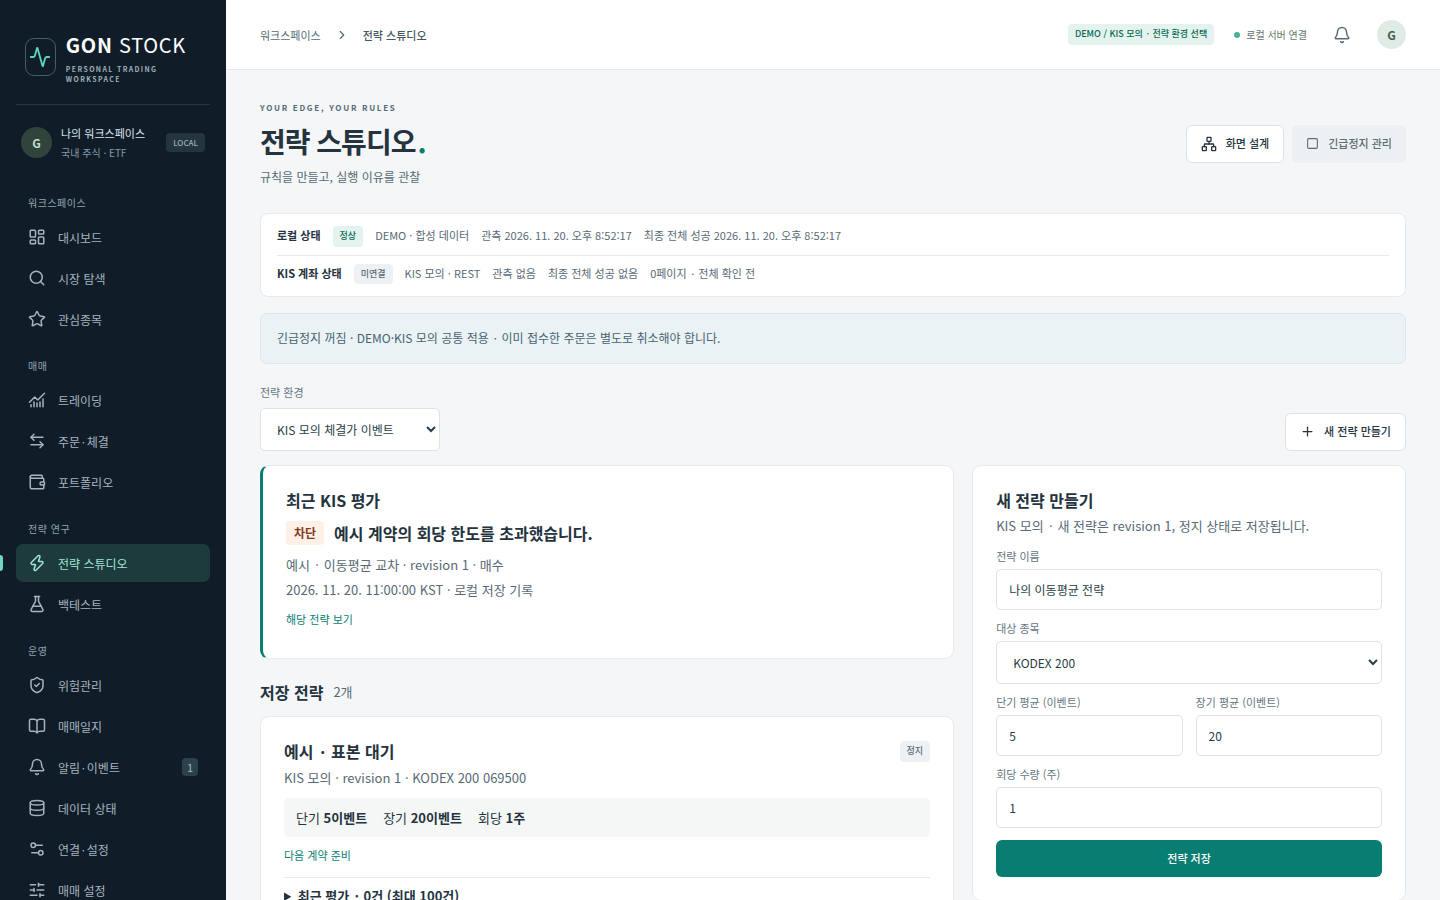 GON STOCK
PERSONAL TRADING
WORKSPACE
G
나의 워크스페이스
국내 주식 · ETF
LOCAL
워크스페이스
대시보드
시장 탐색
관심종목
매매
트레이딩
주문·체결
포트폴리오
전략 연구
전략 스튜디오
백테스트
운영
위험관리
매매일지
알림·이벤트
1
데이터 상태
연결·설정
매매 설정
워크스페이스 > 전략 스튜디오
DEMO / KIS 모의 · 전략 환경 선택
로컬 서버 연결
G
YOUR EDGE, YOUR RULES
전략 스튜디오.
규칙을 만들고, 실행 이유를 관찰
화면 설계
긴급정지 관리
로컬 상태 정상 DEMO · 합성 데이터 관측 2026. 11. 20. 오후 8:52:17 최종 전체 성공 2026. 11. 20. 오후 8:52:17
KIS 계좌 상태 미연결 KIS 모의 · REST 관측 없음 최종 전체 성공 없음 0페이지 · 전체 확인 전
긴급정지 꺼짐 · DEMO·KIS 모의 공통 적용 · 이미 접수한 주문은 별도로 취소해야 합니다.
전략 환경
KIS 모의 체결가 이벤트
새 전략 만들기
최근 KIS 평가
차단 예시 계약의 회당 한도를 초과했습니다.
예시 · 이동평균 교차 · revision 1 · 매수
2026. 11. 20. 11:00:00 KST · 로컬 저장 기록
해당 전략 보기
저장 전략 2개
예시 · 표본 대기
정지
KIS 모의 · revision 1 · KODEX 200 069500
단기 5이벤트 장기 20이벤트 회당 1주
다음 계약 준비
최근 평가 · 0건 (최대 100건)
새 전략 만들기
KIS 모의 · 새 전략은 revision 1, 정지 상태로 저장됩니다.
전략 이름
나의 이동평균 전략
대상 종목
KODEX 200
단기 평균 (이벤트)
장기 평균 (이벤트)
5
20
회당 수량 (주)
1
전략 저장